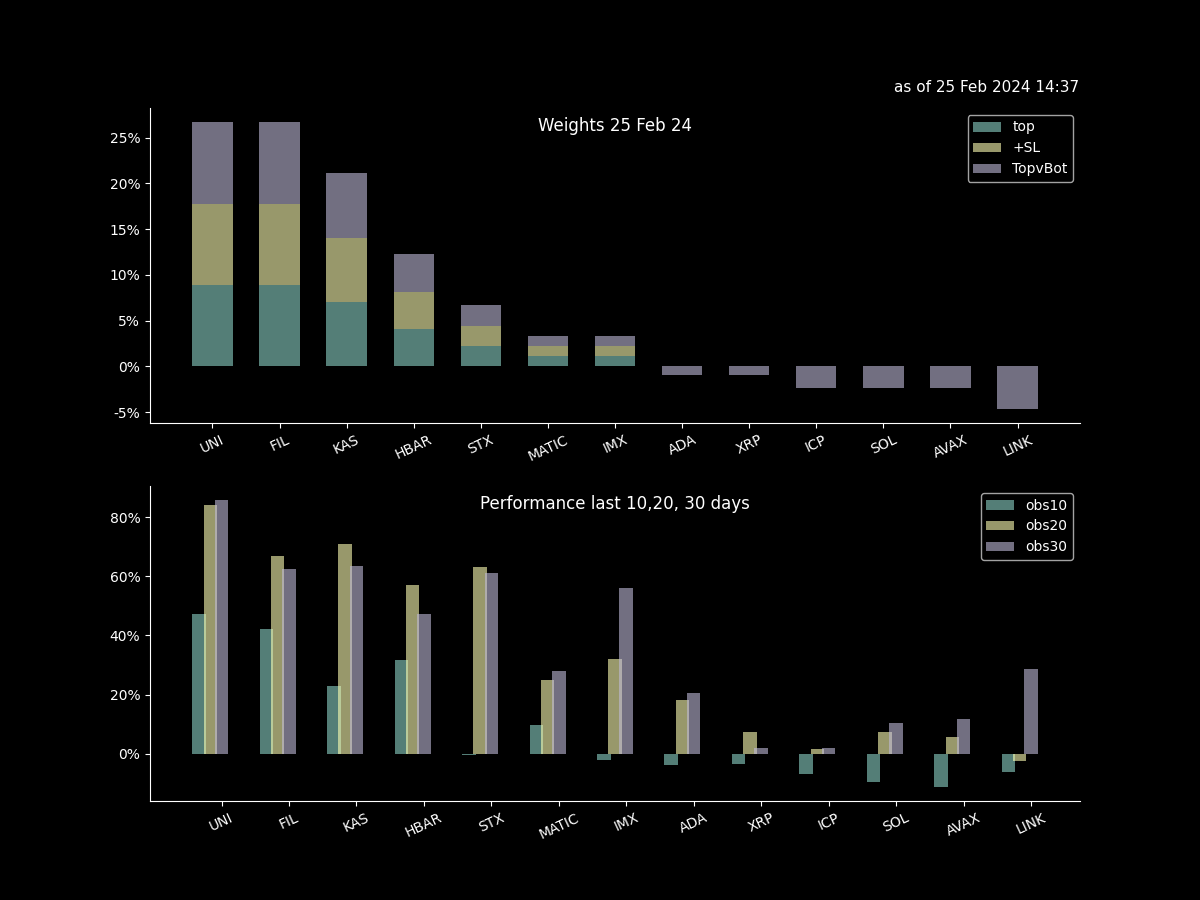 as of 25 Feb 2024 14:37
Weights 25 Feb 24
top
+SL
TopvBot
25%
20%
15%
10%
5%
0%
-5%
UNI FIL KAS HBAR STX MATIC IMX ADA XRP ICP SOL AVAX LINK
Performance last 10,20, 30 days
obs10
obs20
obs30
80%
60%
40%
20%
0%
UNI FIL KAS HBAR STX MATIC IMX ADA XRP ICP SOL AVAX LINK